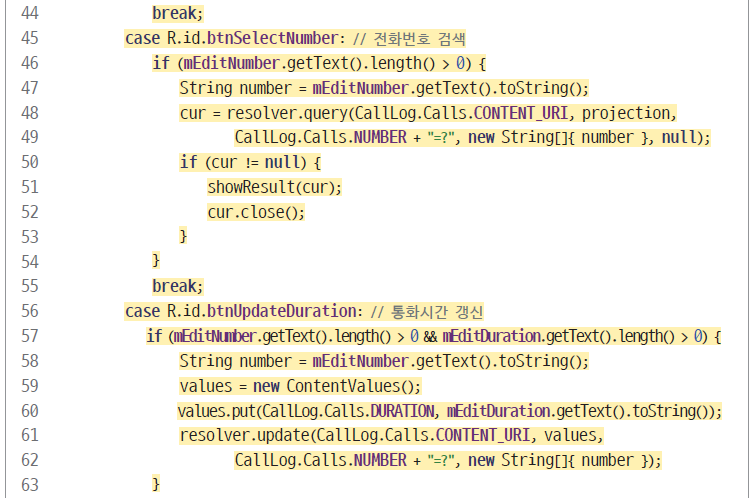 44 break;
45 case R.id.btnSelectNumber: // 전화번호 검색
46 if (mEditNumber.getText().length() > 0) {
47 String number = mEditNumber.getText().toString();
48 cur = resolver.query(CallLog.Calls.CONTENT_URI, projection,
49 CallLog.Calls.NUMBER + "=?", new String[]{ number }, null);
50 if (cur != null) {
51 showResult(cur);
52 cur.close();
53 }
54 }
55 break;
56 case R.id.btnUpdateDuration: // 통화시간 갱신
57 if (mEditNumber.getText().length() > 0 && mEditDuration.getText().length() > 0) {
58 String number = mEditNumber.getText().toString();
59 values = new ContentValues();
60 values.put(CallLog.Calls.DURATION, mEditDuration.getText().toString());
61 resolver.update(CallLog.Calls.CONTENT_URI, values,
62 CallLog.Calls.NUMBER + "=?", new String[]{ number });
63 }